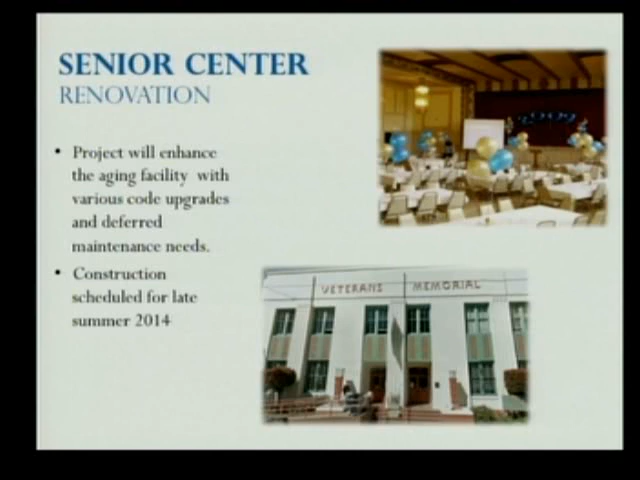 SENIOR CENTER
RENOVATION
• Project will enhance
the aging facility with
various code upgrades
and deferred
maintenance needs.
• Construction
scheduled for late
summer 2014
2009
VETERANS MEMORIAL